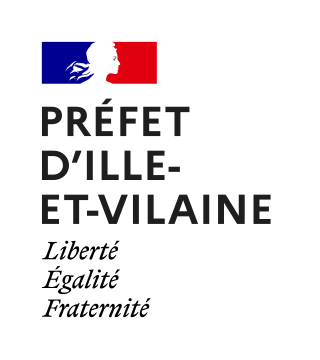 PRÉFET
D'ILLE-
ET-VILAINE
Liberté
Égalité
Fraternité